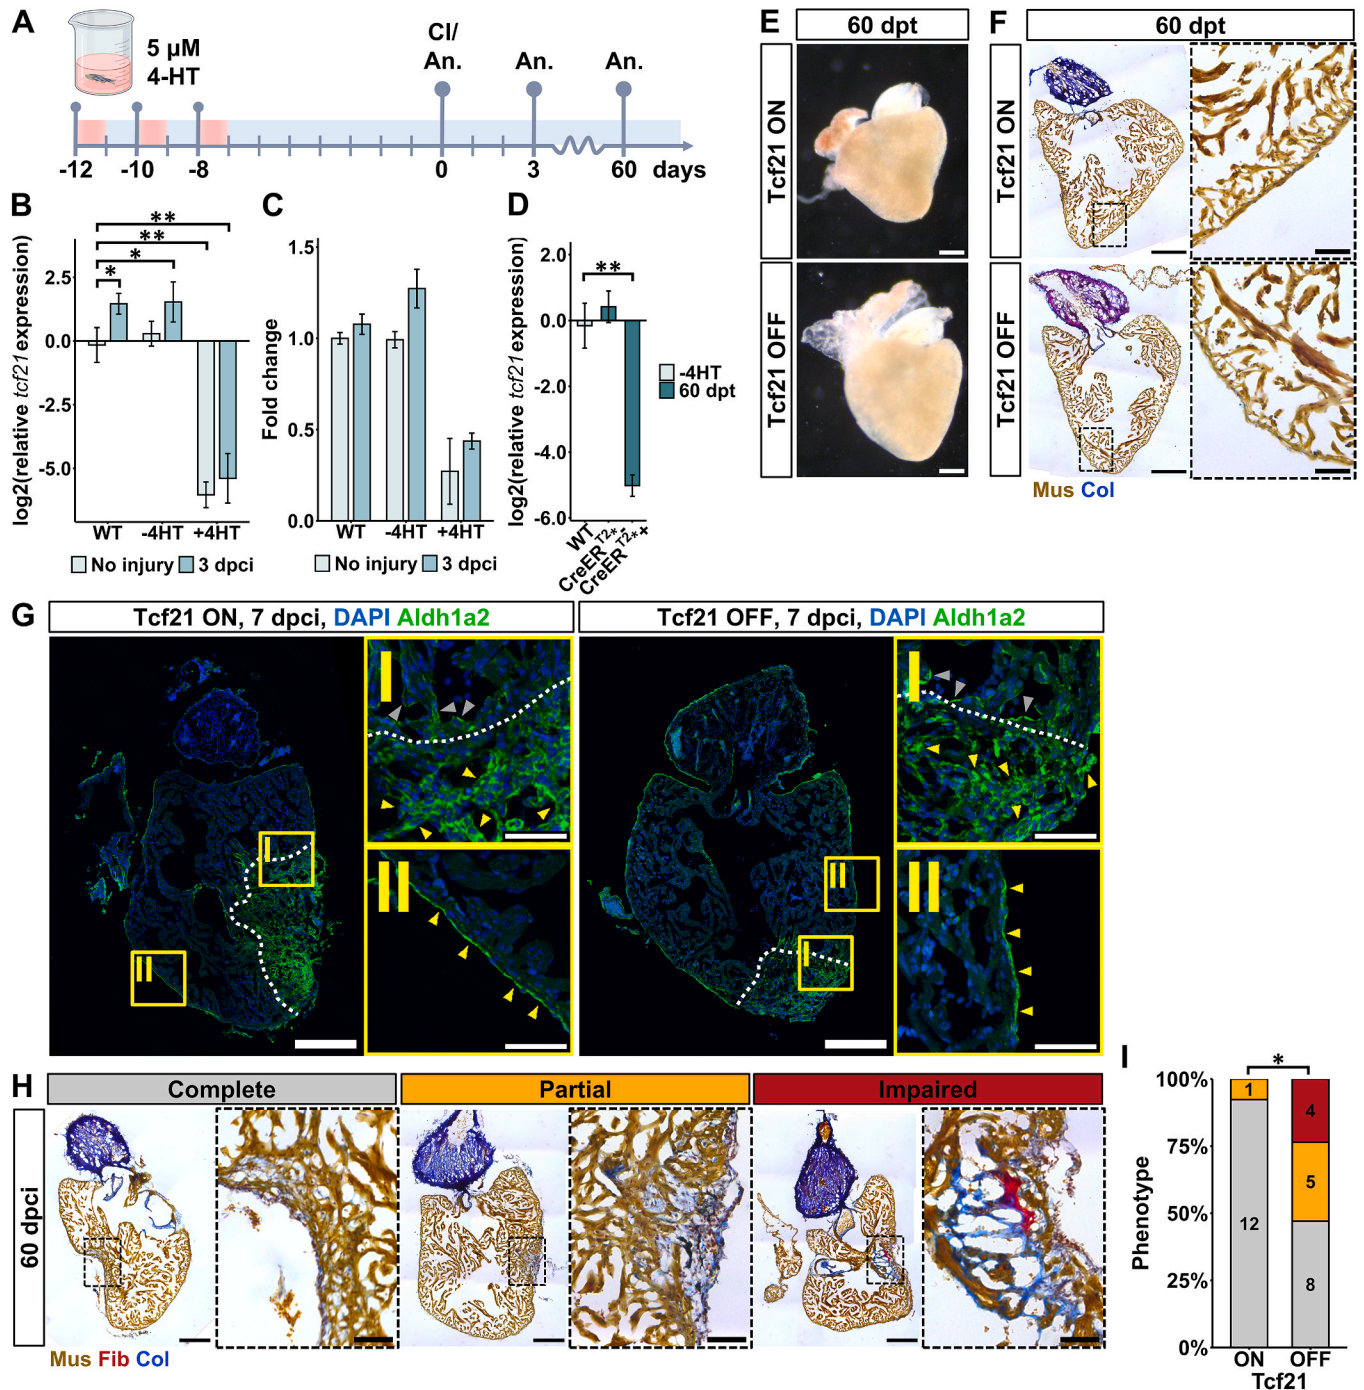 A
5 µM
4-HT
CI/
An.
An.
An.
-12
-10
-8
0
3
60
days
B
log2(relative tcf21 expression)
2.5
0.0
-2.5
-5.0
*
**
*
**
WT
-4HT
+4HT
No injury
3 dpci
C
Fold change
1.5
1.0
0.5
0.0
WT
-4HT
+4HT
No injury
3 dpci
D
log2(relative tcf21 expression)
2.0
0.0
-2.0
-4.0
-6.0
**
WT
CreERT2*-
CreERT2*+
-4HT
60 dpt
E
60 dpt
Tcf21 ON
Tcf21 OFF
F
60 dpt
Tcf21 ON
Tcf21 OFF
Mus Col
G
Tcf21 ON, 7 dpci, DAPI Aldh1a2
I
II
I
II
Tcf21 OFF, 7 dpci, DAPI Aldh1a2
II
I
I
II
H
Complete
Partial
Impaired
60 dpci
Mus Fib Col
I
Phenotype
100%
75%
50%
25%
0%
*
1
12
4
5
8
ON
OFF
Tcf21